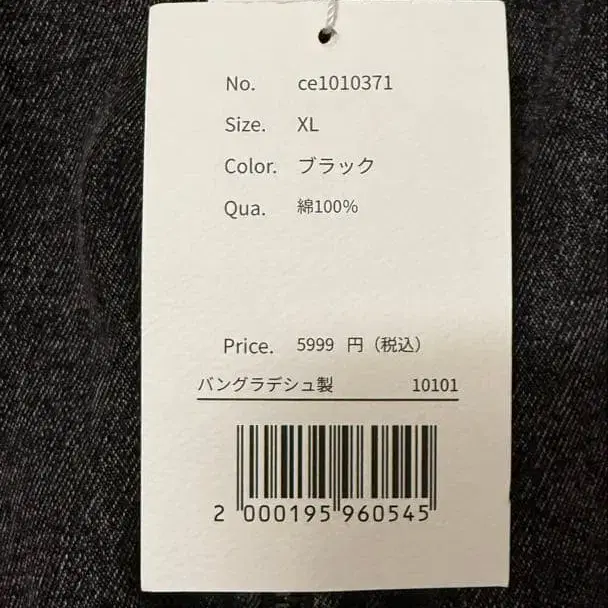 No. ce1010371
Size. XL
Color. ブラック
Qua. 綿100%
Price. 5999 円（税込）
バングラデシュ製 10101
2 000195 960545